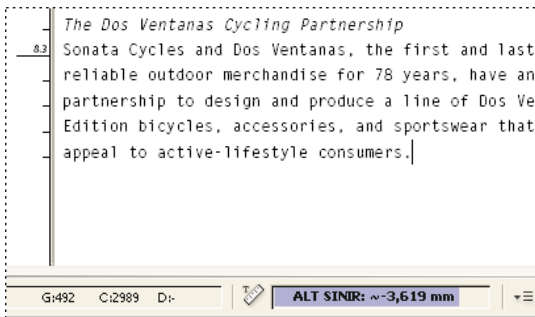 The Dos Ventanas Cycling Partnership
8.3 Sonata Cycles and Dos Ventanas, the first and last
reliable outdoor merchandise for 78 years, have an
partnership to design and produce a line of Dos Ve
Edition bicycles, accessories, and sportswear that
appeal to active-lifestyle consumers.
G:492 C:2989 D:- T ALT SINIR: ~-3,619 mm